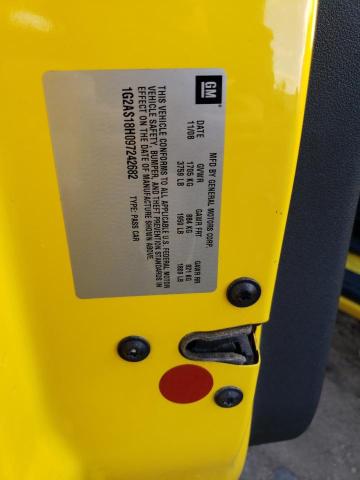 GM
MFD BY GENERAL MOTORS CORP.
DATE GVWR GAWR FRT GAWR RR
11/08 1705 KG 884 KG 821 KG
3759 LB 1950 LB 1809 LB
THIS VEHICLE CONFORMS TO ALL APPLICABLE U.S. FEDERAL MOTOR
VEHICLE SAFETY, BUMPER, AND THEFT PREVENTION STANDARDS IN
EFFECT ON THE DATE OF MANUFACTURE SHOWN ABOVE.
1G2AS18H097242682 TYPE: PASS CAR